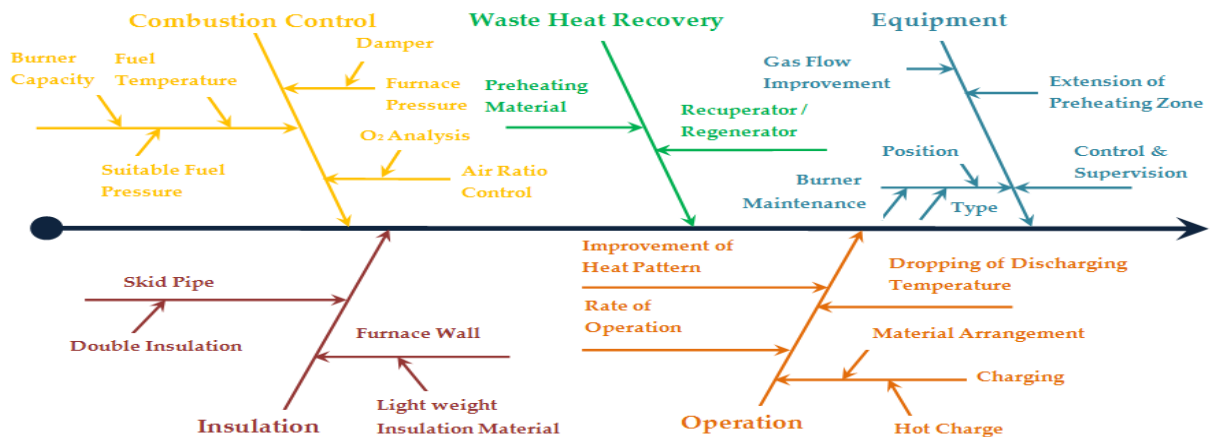 Combustion Control
Waste Heat Recovery
Equipment
Burner
Capacity
Fuel
Temperature
Damper
Furnace
Pressure
Suitable Fuel
Pressure
O₂ Analysis
Air Ratio
Control
Preheating
Material
Recuperator /
Regenerator
Gas Flow
Improvement
Extension of
Preheating Zone
Position
Control &
Supervision
Burner
Maintenance
Type
Skid Pipe
Double Insulation
Furnace Wall
Light weight
Insulation Material
Insulation
Improvement of
Heat Pattern
Rate of
Operation
Dropping of Discharging
Temperature
Material Arrangement
Charging
Hot Charge
Operation